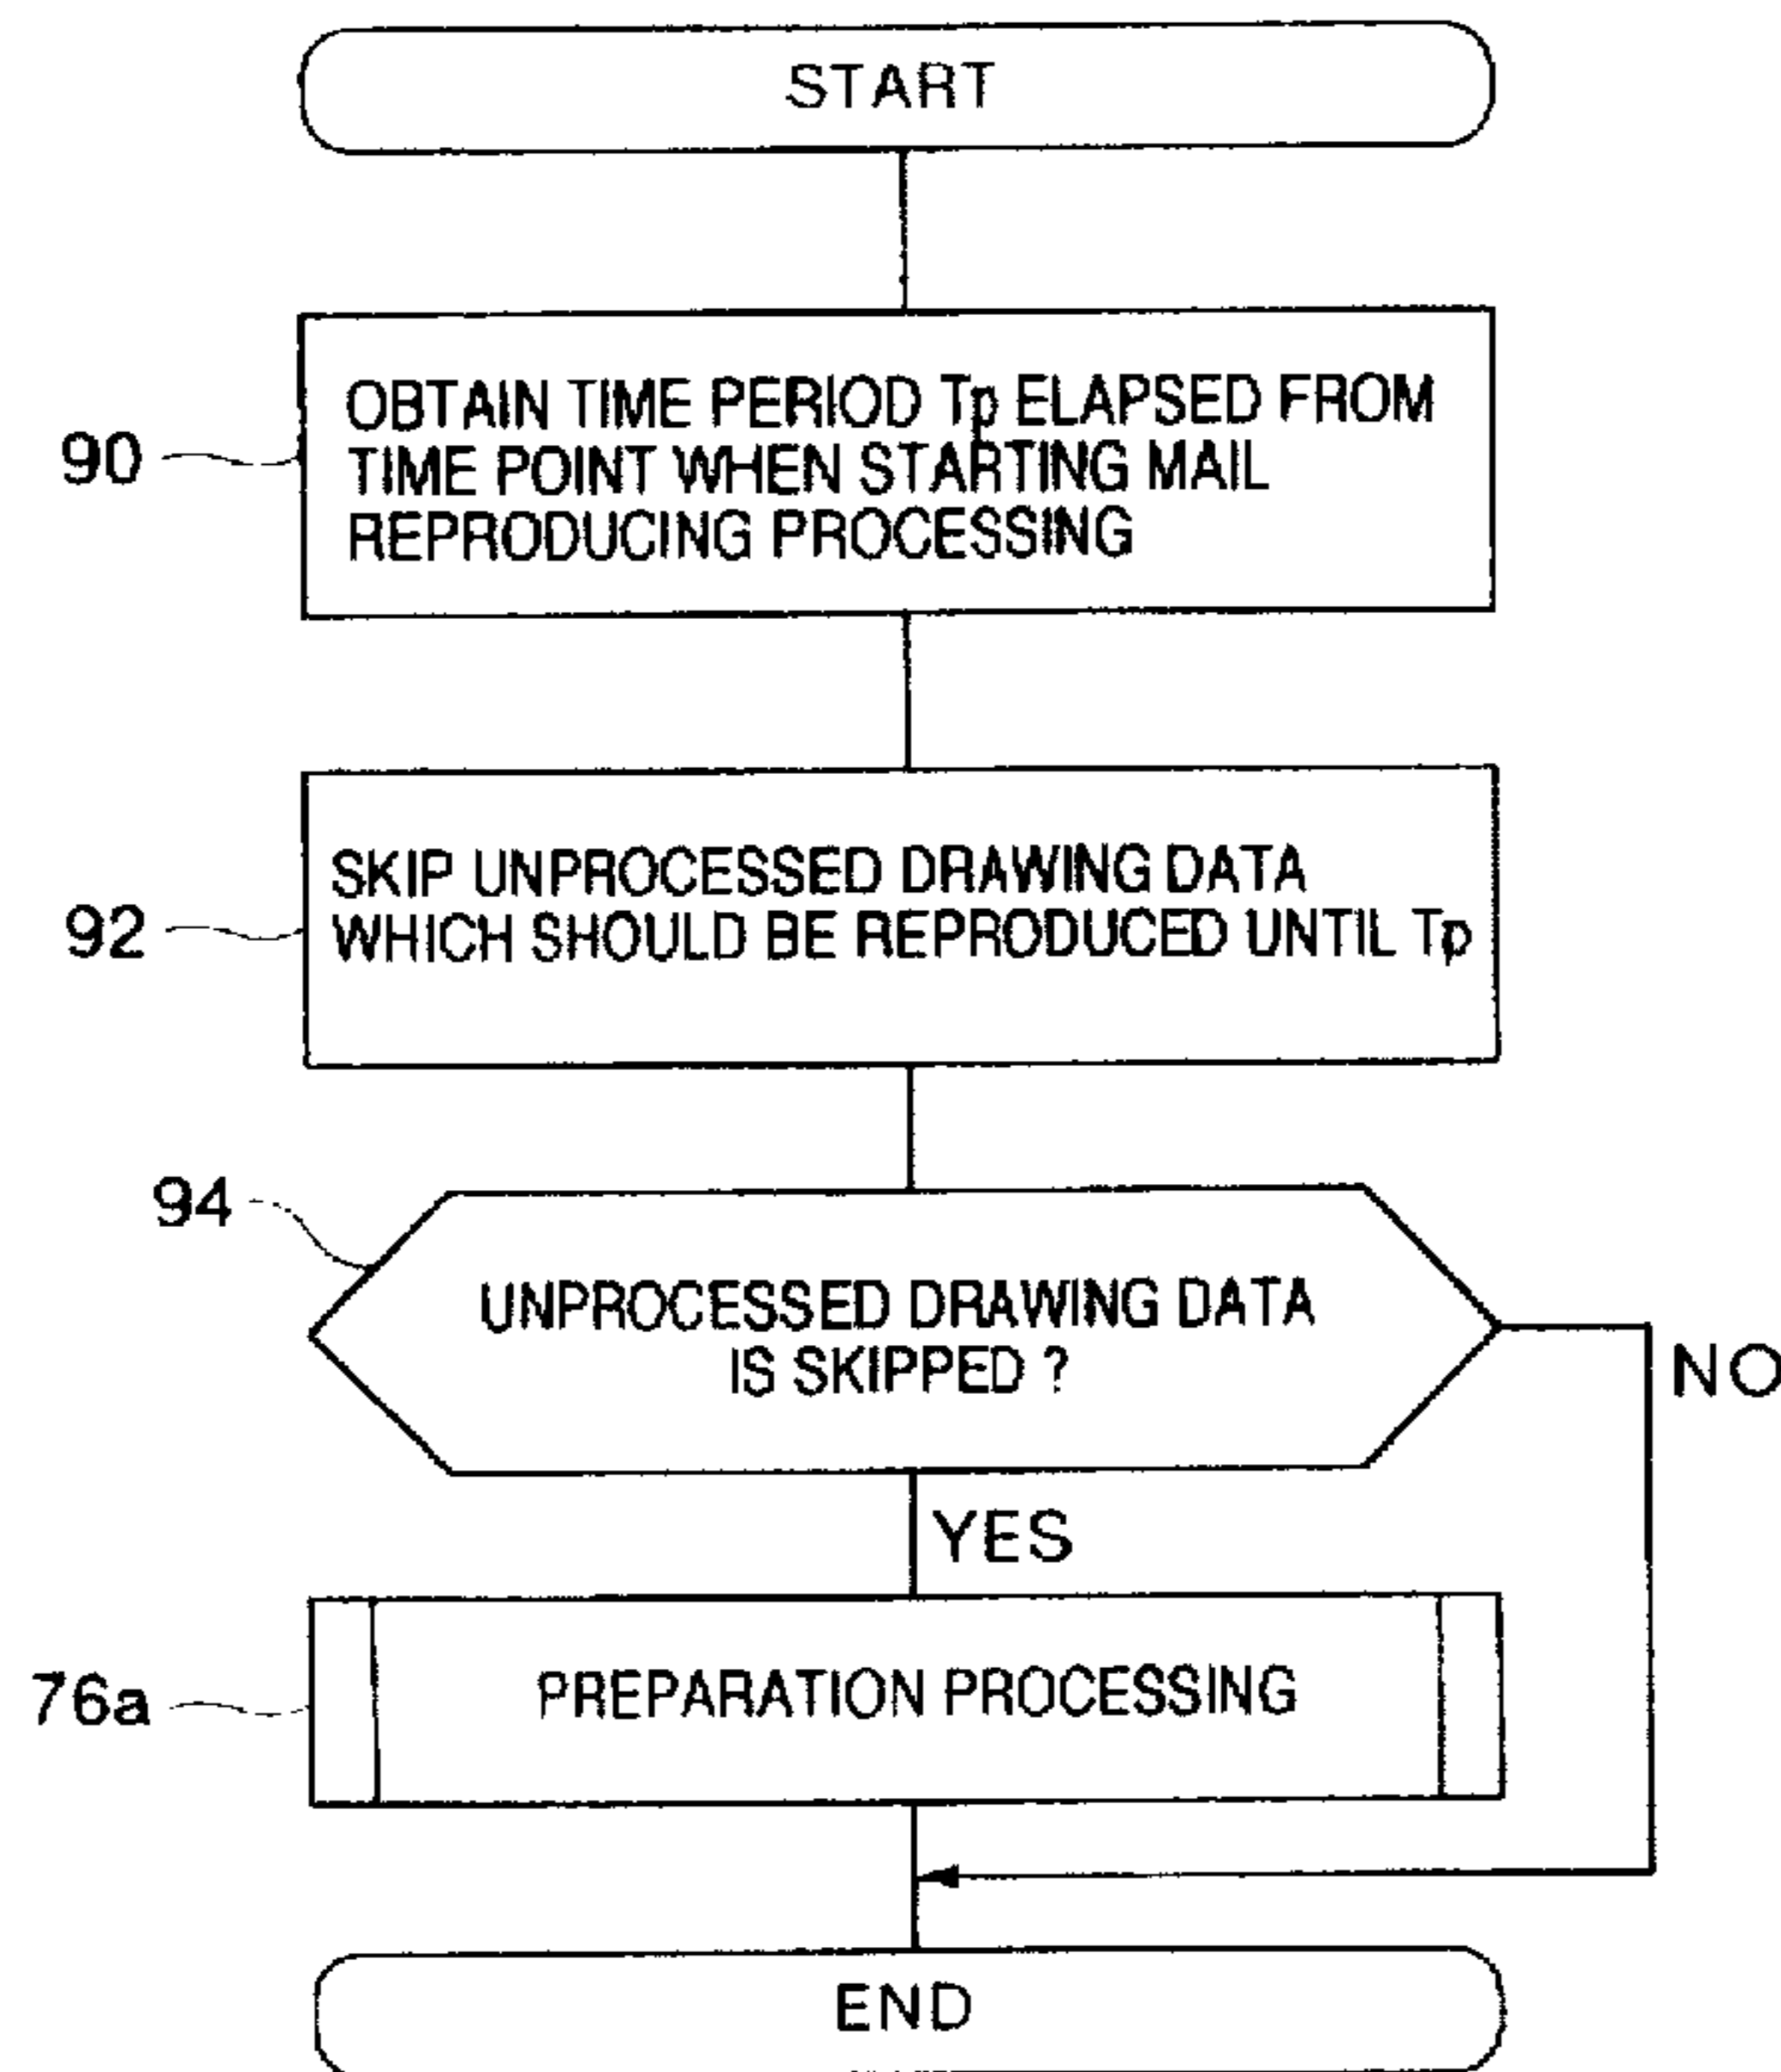 START
90
OBTAIN TIME PERIOD Tp ELAPSED FROM
TIME POINT WHEN STARTING MAIL
REPRODUCING PROCESSING
92
SKIP UNPROCESSED DRAWING DATA
WHICH SHOULD BE REPRODUCED UNTIL Tp
94
UNPROCESSED DRAWING DATA
IS SKIPPED ?
NO
YES
76a
PREPARATION PROCESSING
END